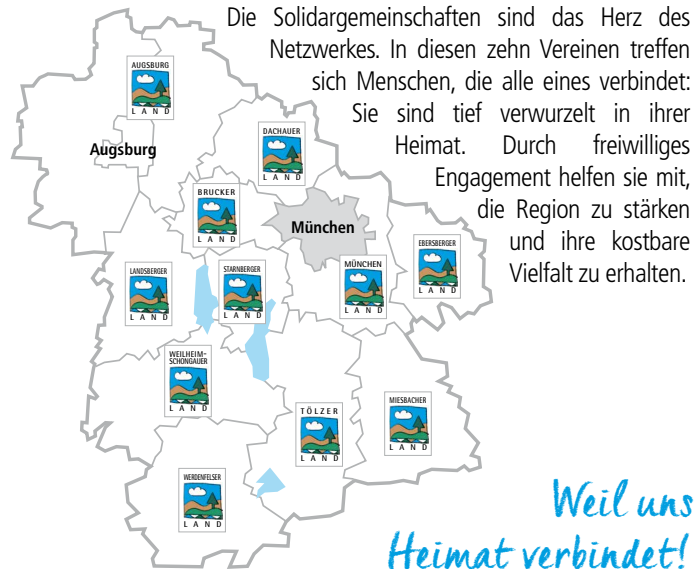 Die Solidargemeinschaften sind das Herz des
Netzwerkes. In diesen zehn Vereinen treffen
sich Menschen, die alle eines verbindet:
Sie sind tief verwurzelt in ihrer
Heimat. Durch freiwilliges
Engagement helfen sie mit,
die Region zu stärken
und ihre kostbare
Vielfalt zu erhalten.
AUGSBURG
LAND
Augsburg
DACHAUER
LAND
BRUCKER
LAND
München
EBERSBERGER
LAND
LANDSBERGER
LAND
STARNBERGER
LAND
MÜNCHEN
LAND
WEILHEIM-
SCHONGAUER
LAND
TÖLZER
LAND
MIESBACHER
LAND
WERDENFELSER
LAND
Weil uns
Heimat verbindet!